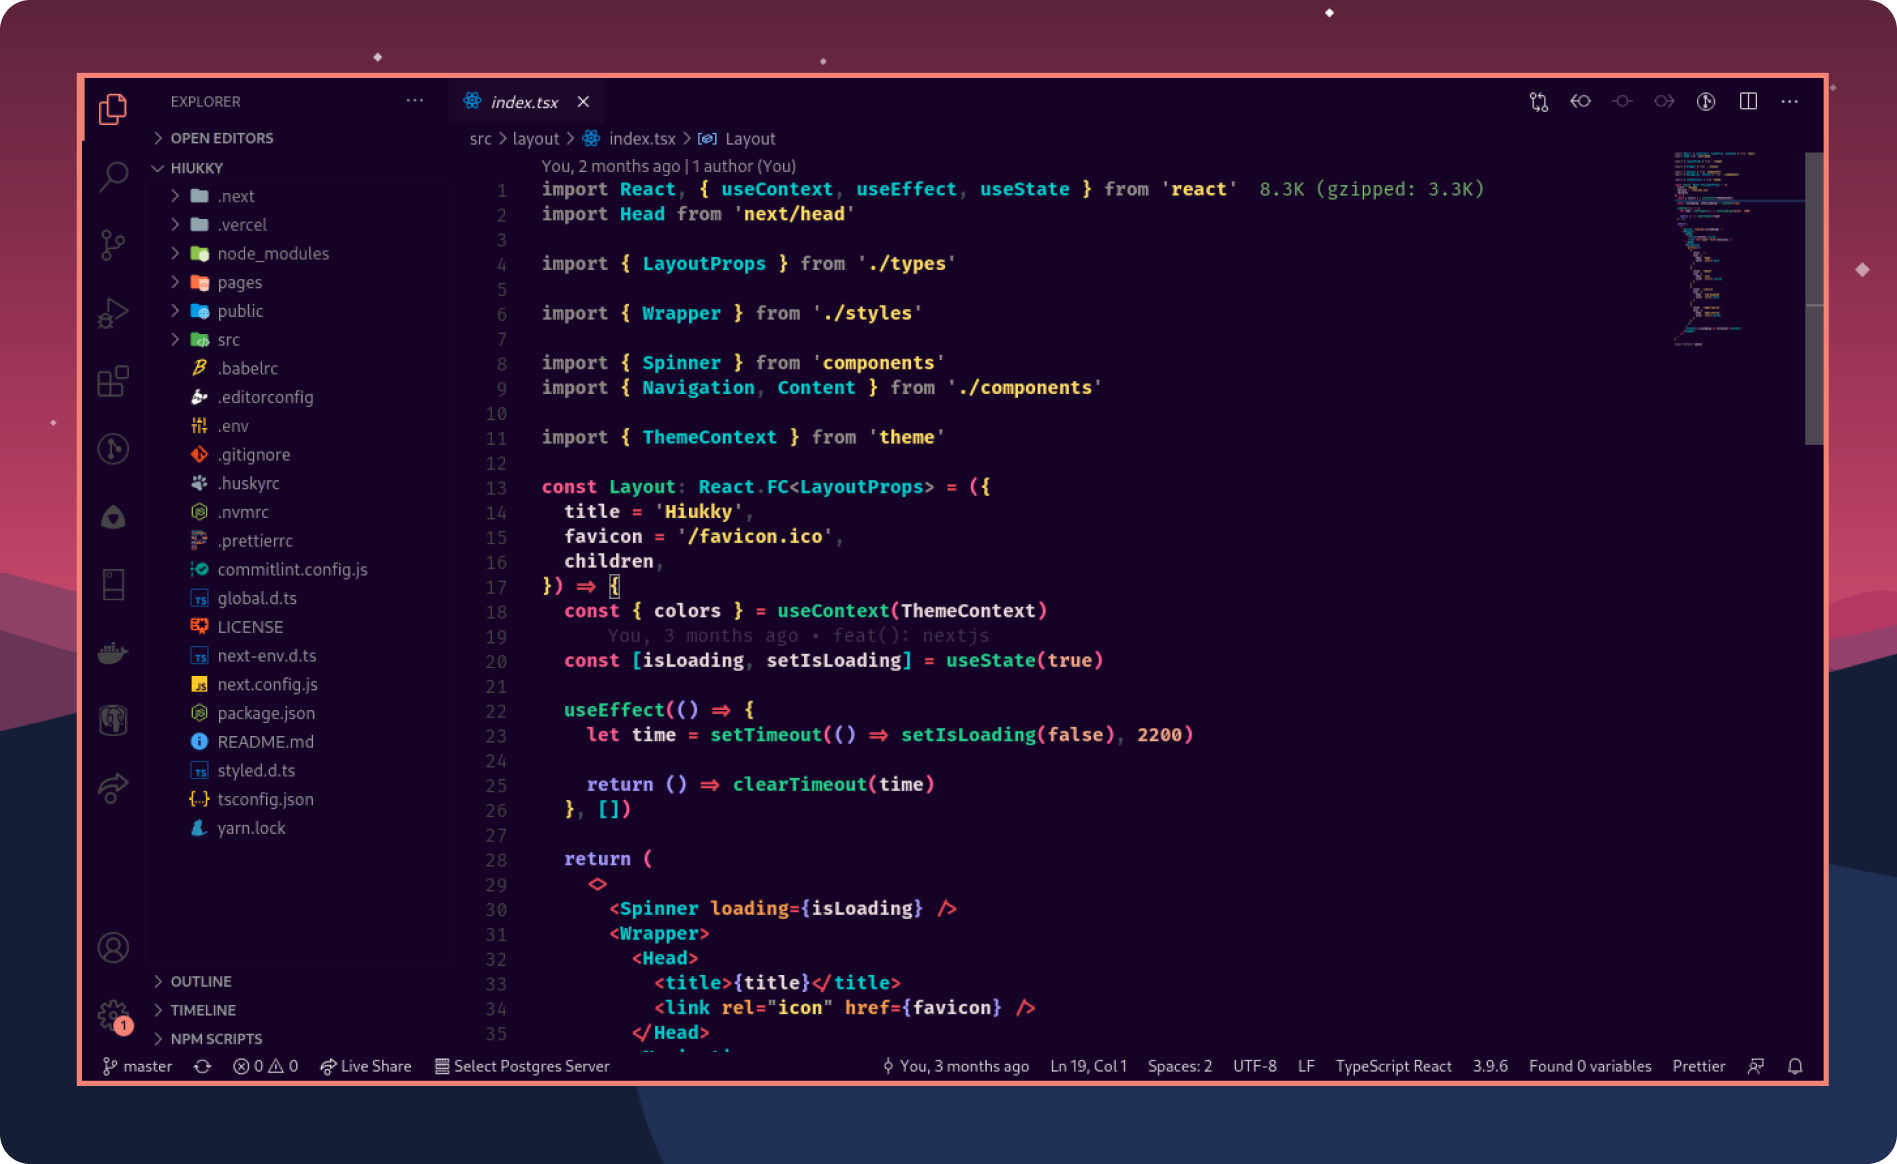 EXPLORER
OPEN EDITORS
HIUKKY
.next
.vercel
node_modules
pages
public
src
.babelrc
.editorconfig
.env
.gitignore
.huskyrc
.nvmrc
.prettierrc
commitlint.config.js
global.d.ts
LICENSE
next-env.d.ts
next.config.js
package.json
README.md
styled.d.ts
tsconfig.json
yarn.lock
OUTLINE
TIMELINE
NPM SCRIPTS
1
index.tsx
src > layout > index.tsx > Layout
You, 2 months ago | 1 author (You)
1 import React, { useContext, useEffect, useState } from 'react' 8.3K (gzipped: 3.3K)
2 import Head from 'next/head'
3
4 import { LayoutProps } from './types'
5
6 import { Wrapper } from './styles'
7
8 import { Spinner } from 'components'
9 import { Navigation, Content } from './components'
10
11 import { ThemeContext } from 'theme'
12
13 const Layout: React.FC<LayoutProps> = ({
14 title = 'Hiukky',
15 favicon = '/favicon.ico',
16 children,
17 }) => {
18 const { colors } = useContext(ThemeContext)
19 You, 3 months ago • feat(): nextjs
20 const [isLoading, setIsLoading] = useState(true)
21
22 useEffect(() => {
23 let time = setTimeout(() => setIsLoading(false), 2200)
24
25 return () => clearTimeout(time)
26 }, [])
27
28 return (
29 <>
30 <Spinner loading={isLoading} />
31 <Wrapper>
32 <Head>
33 <title>{title}</title>
34 <link rel="icon" href={favicon} />
35 </Head>
master 0 0 Live Share Select Postgres Server You, 3 months ago Ln 19, Col 1 Spaces: 2 UTF-8 LF TypeScript React 3.9.6 Found 0 variables Prettier